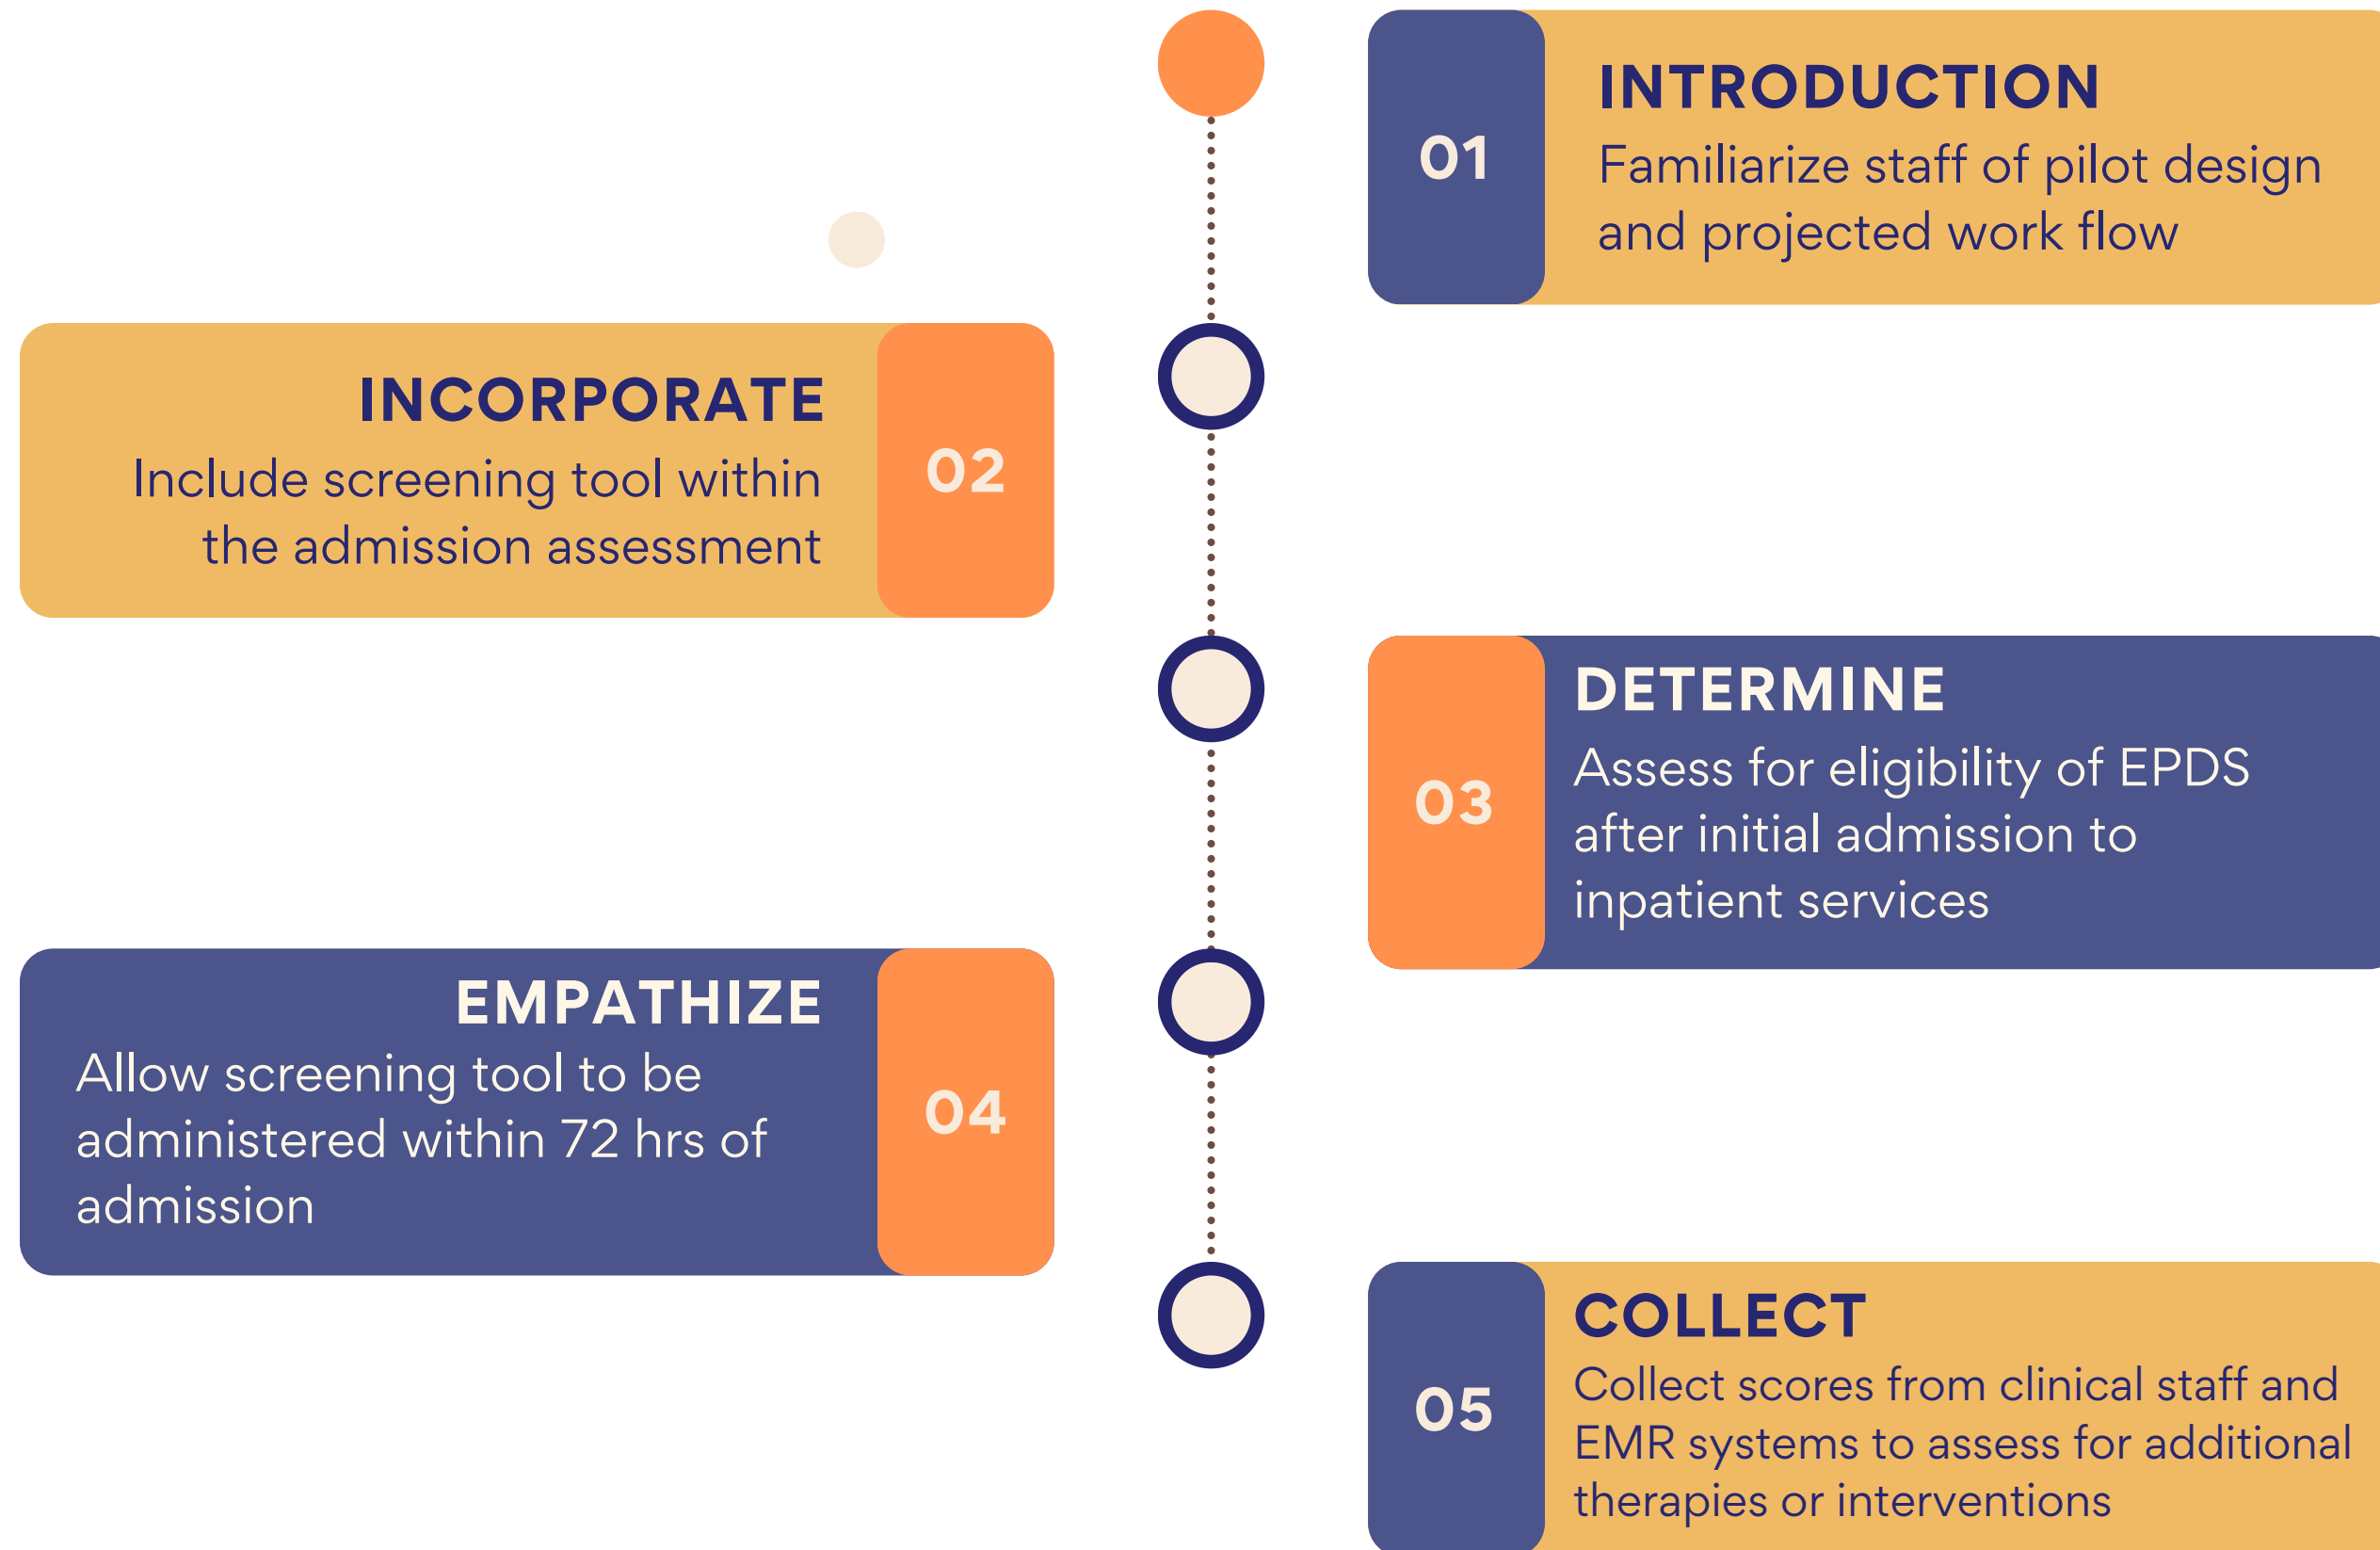 01
INTRODUCTION
Familiarize staff of pilot design
and projected work flow
INCORPORATE
Include screening tool within
the admission assessment
02
03
DETERMINE
Assess for eligibility of EPDS
after initial admission to
inpatient services
EMPATHIZE
Allow screening tool to be
administered within 72 hrs of
admission
04
05
COLLECT
Collect scores from clinical staff and
EMR systems to assess for additional
therapies or interventions